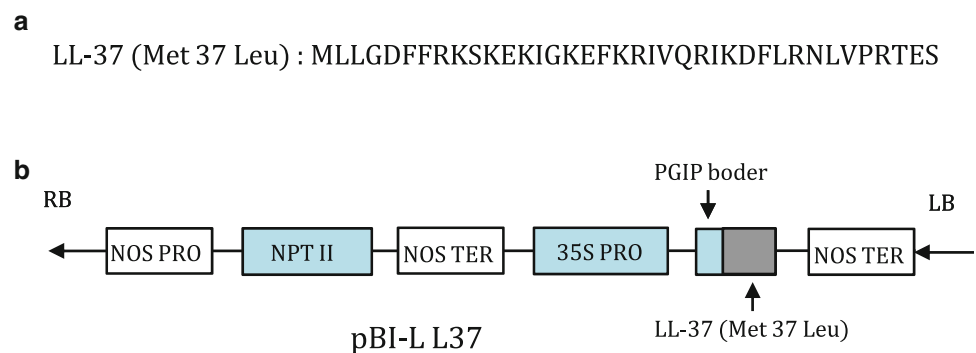 a
LL-37 (Met 37 Leu) : MLLGDFFRKSKEKIGKEFKRIVQRIKDFLRNLVPRTES
b
PGIP boder
RB
LB
NOS PRO
NPT II
NOS TER
35S PRO
NOS TER
LL-37 (Met 37 Leu)
pBI-L L37